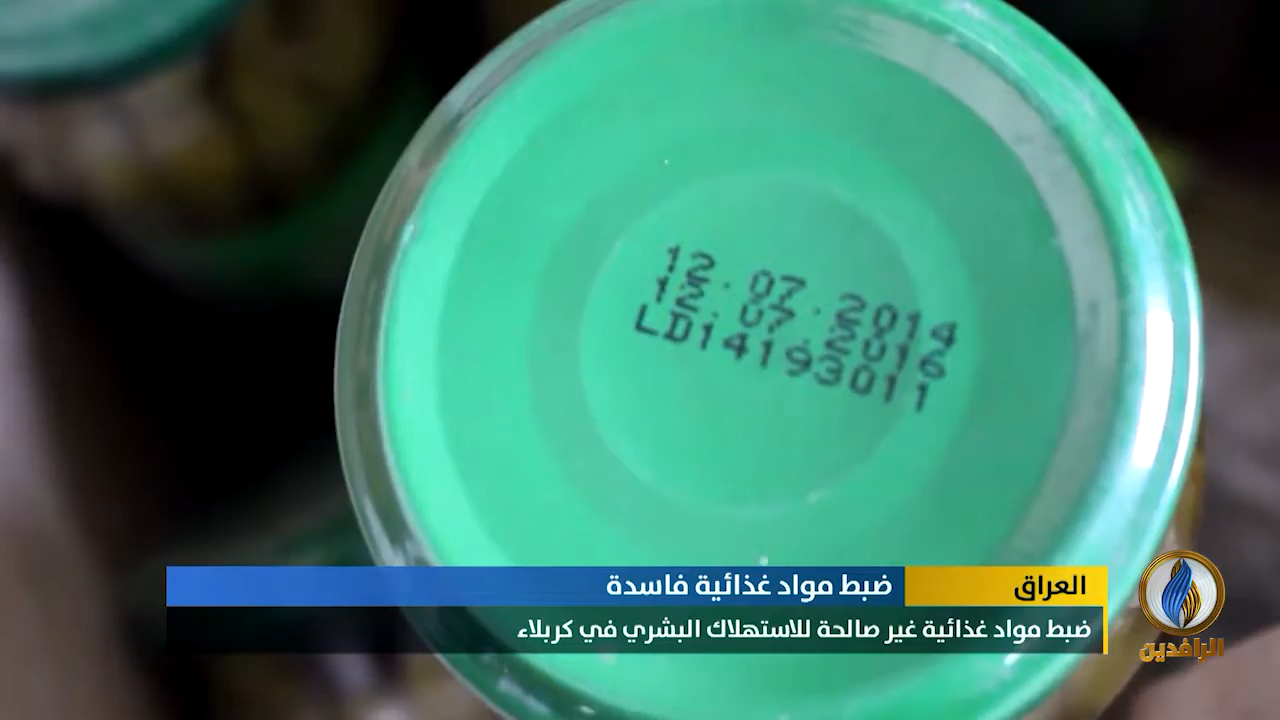 12.07.2014
12.07.2016
LD14193011
العراق
ضبط مواد غذائية فاسدة
ضبط مواد غذائية غير صالحة للاستهلاك البشري في كربلاء
الرافدين